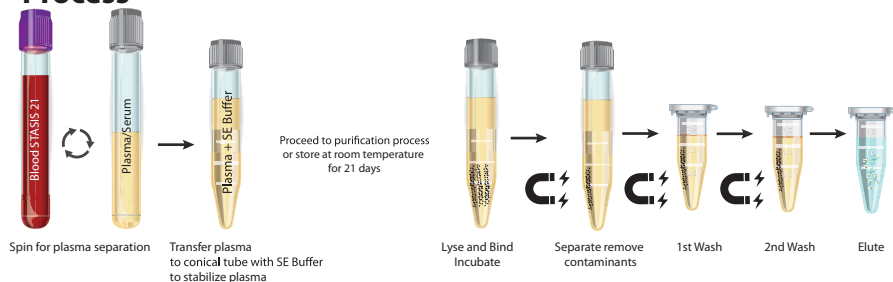 Process
Blood STASIS 21
Plasma/Serum
Plasma + SE Buffer
Proceed to purification process
or store at room temperature
for 21 days
Spin for plasma separation
Transfer plasma
to conical tube with SE Buffer
to stabilize plasma
Lyse and Bind
Incubate
Separate remove
contaminants
1st Wash
2nd Wash
Elute